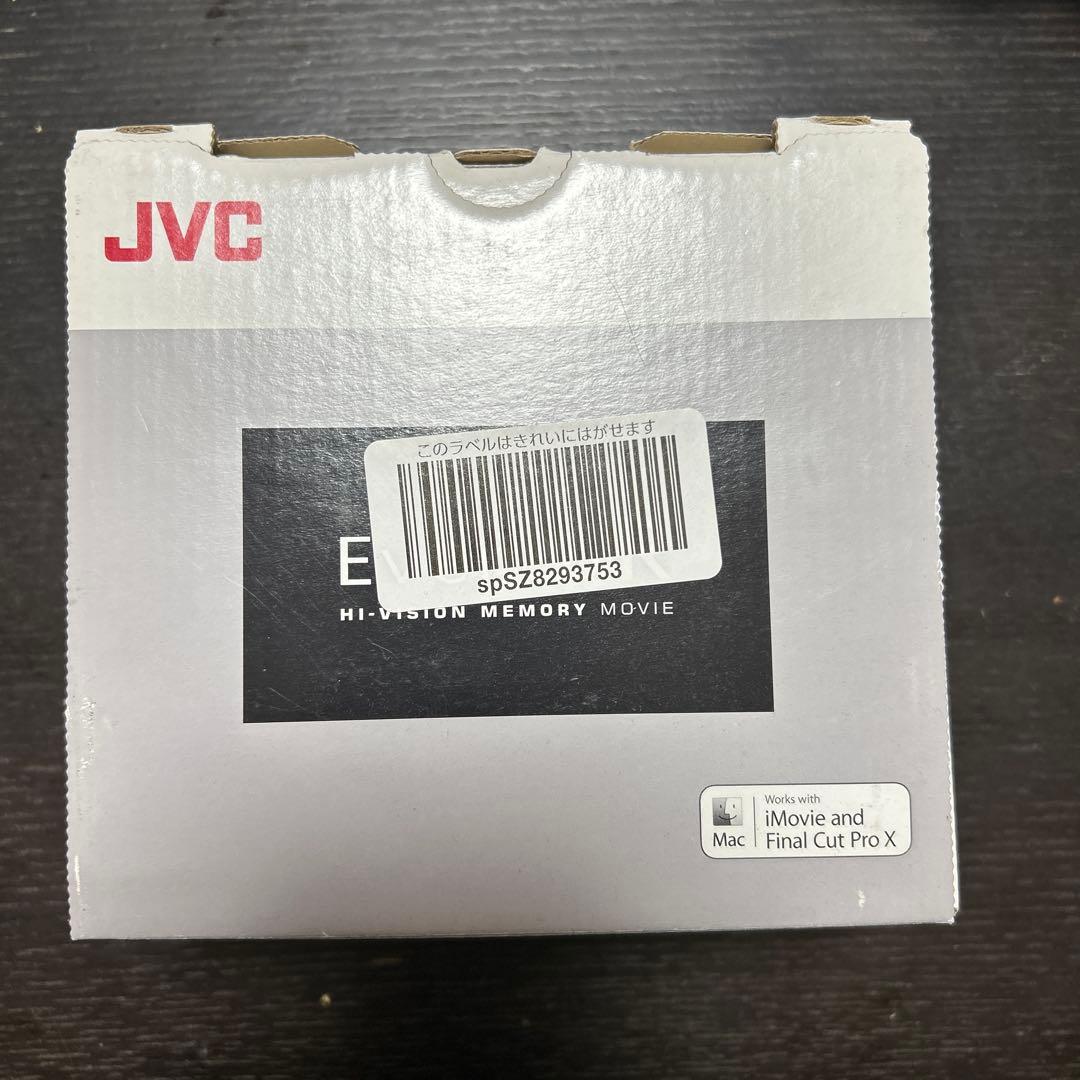 JVC
このラベルはきれいにはがせます
spSZ8293753
HI-VISION MEMORY MOVIE
Works with
Mac
iMovie and
Final Cut Pro X